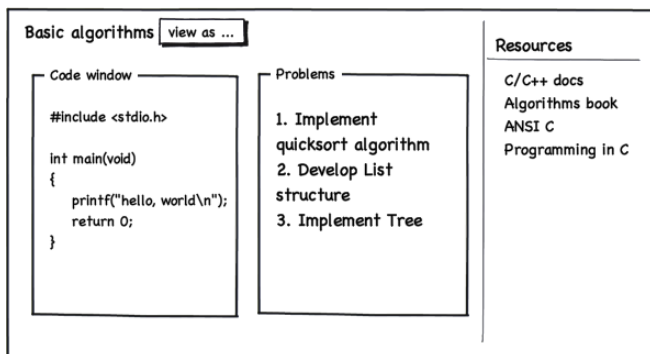 Basic algorithms view as ...
Code window
#include <stdio.h>
int main(void)
{
printf("hello, world\n");
return 0;
}
Problems
1. Implement
quicksort algorithm
2. Develop List
structure
3. Implement Tree
Resources
C/C++ docs
Algorithms book
ANSI C
Programming in C